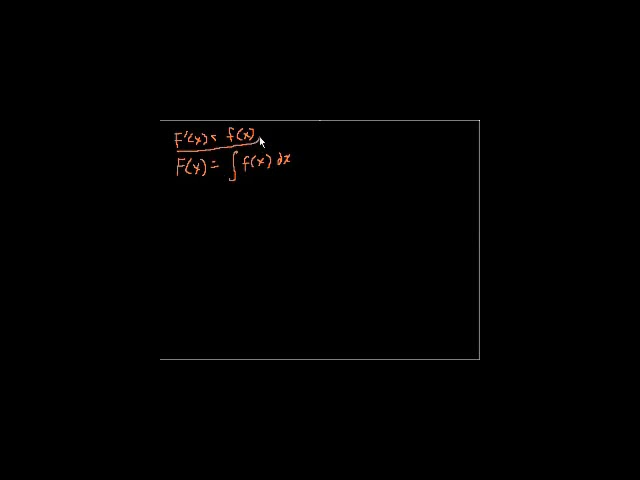 F'(x) = f(x)
F(x) = ∫ f(x) dx